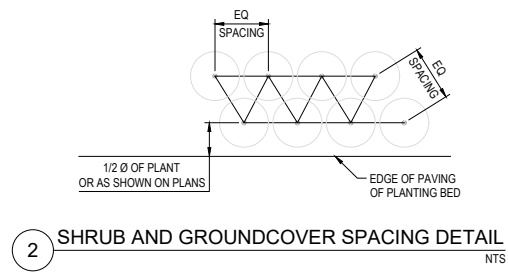 EQ
SPACING
EQ
SPACING
1/2 Ø OF PLANT
OR AS SHOWN ON PLANS
EDGE OF PAVING
OF PLANTING BED
2 SHRUB AND GROUNDCOVER SPACING DETAIL
NTS